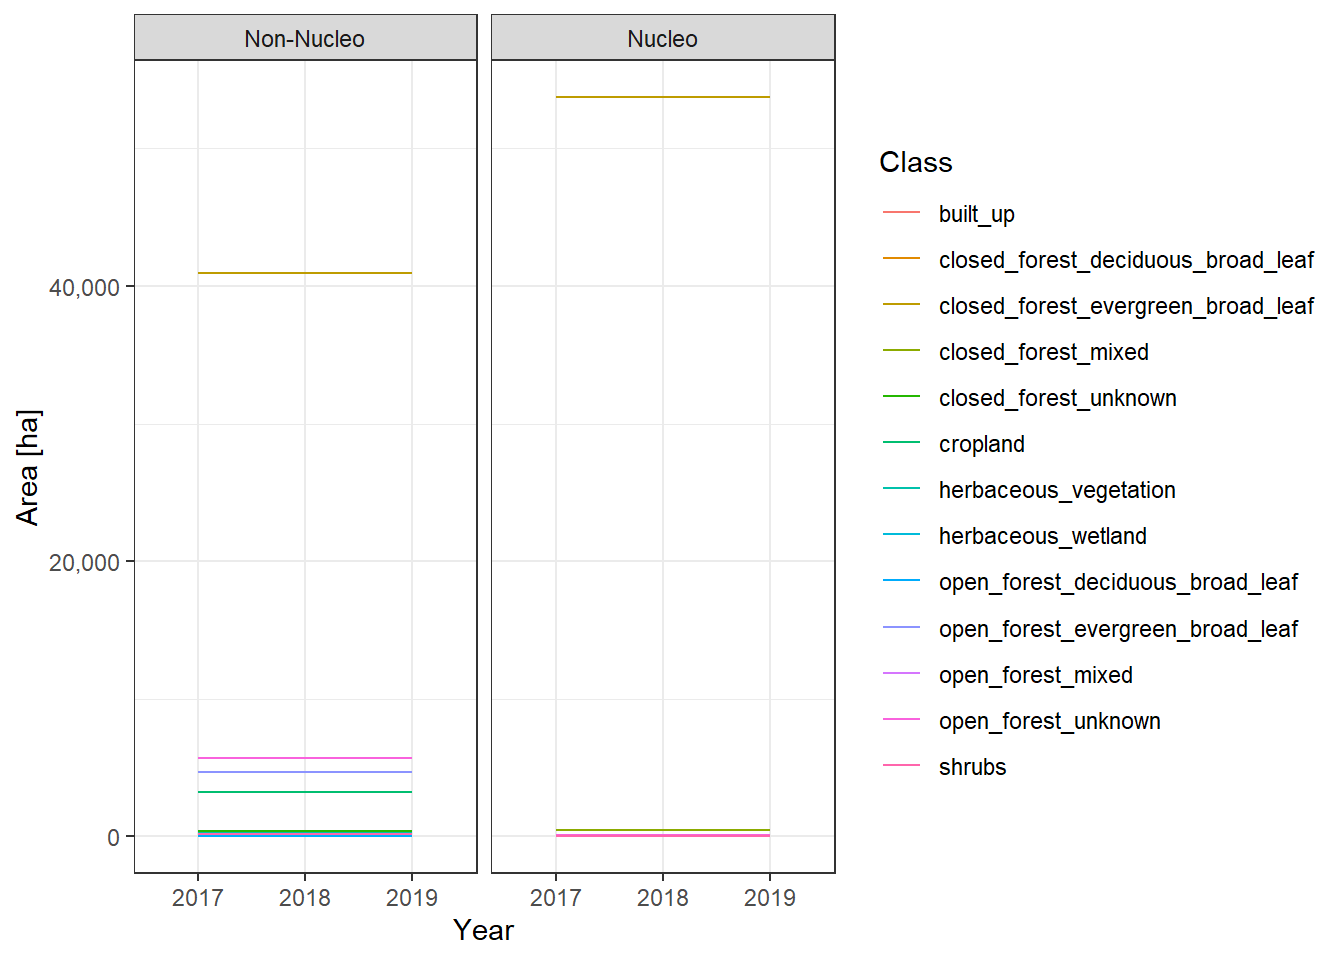 Non-Nucleo
Nucleo
Class
built_up
closed_forest_deciduous_broad_leaf
closed_forest_evergreen_broad_leaf
closed_forest_mixed
closed_forest_unknown
cropland
herbaceous_vegetation
herbaceous_wetland
open_forest_deciduous_broad_leaf
open_forest_evergreen_broad_leaf
open_forest_mixed
open_forest_unknown
shrubs
Area [ha]
40,000
20,000
0
2017 2018 2019
2017 2018 2019
Year